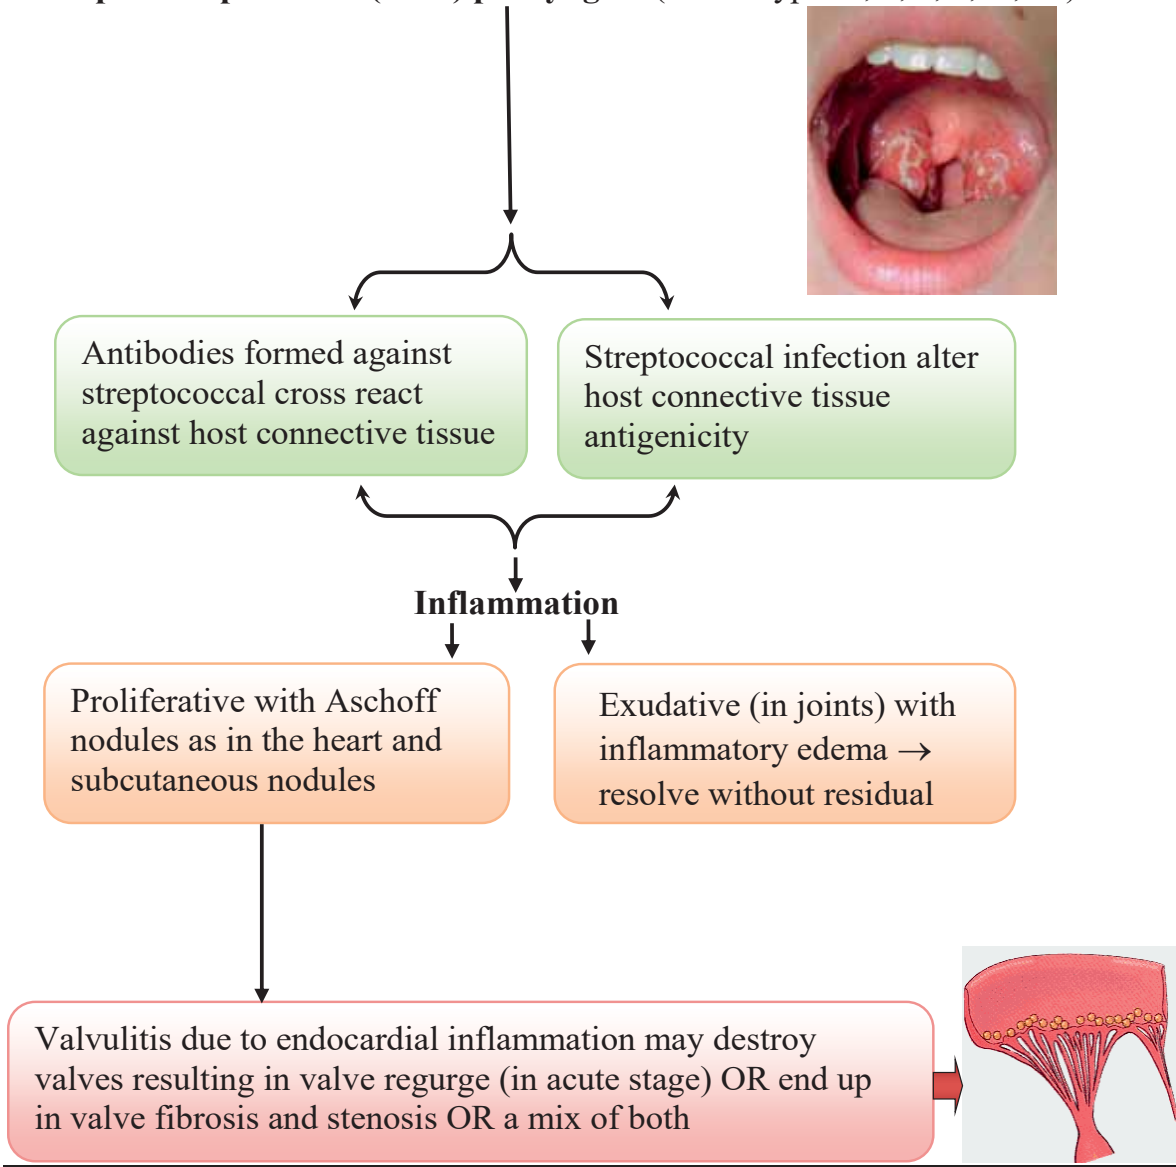 Antibodies formed against
streptococcal cross react
against host connective tissue
Streptococcal infection alter
host connective tissue
antigenicity
Inflammation
Proliferative with Aschoff
nodules as in the heart and
subcutaneous nodules
Exudative (in joints) with
inflammatory edema →
resolve without residual
Valvulitis due to endocardial inflammation may destroy
valves resulting in valve regurge (in acute stage) OR end up
in valve fibrosis and stenosis OR a mix of both